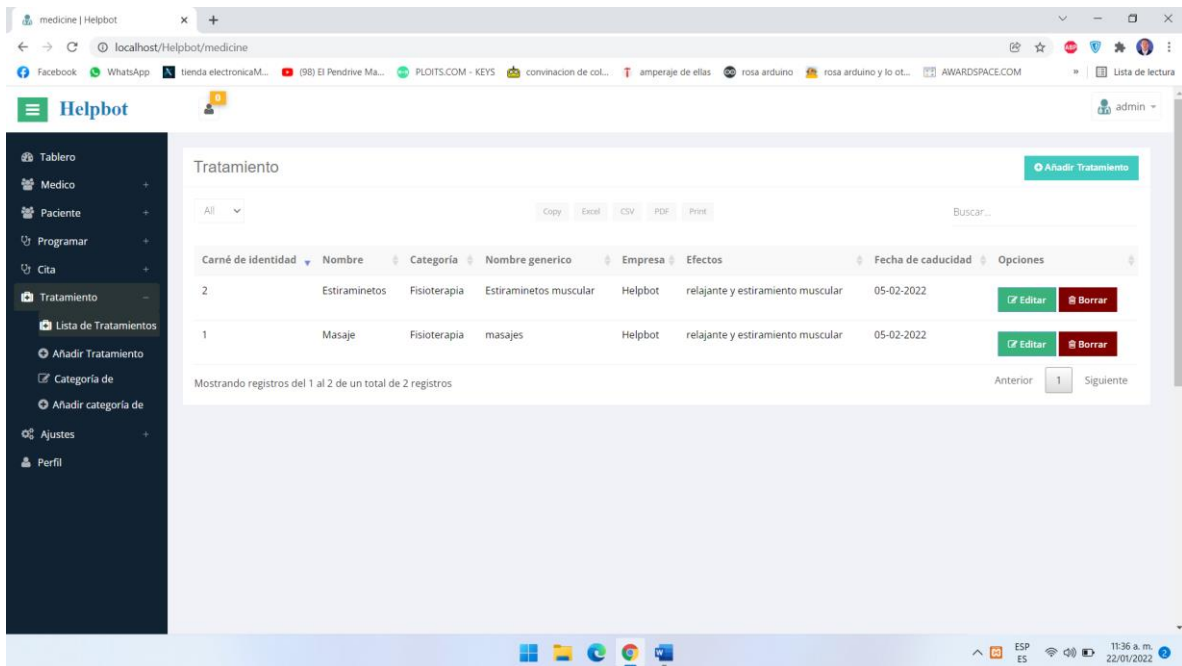 medicine | Helpbot
localhost/Helpbot/medicine
Facebook WhatsApp tienda electronicaM... (98) El Pendrive Ma... PLOITS.COM - KEYS convinacion de col... amperaje de ellas rosa arduino rosa arduino y lo ot... AWARDSPACE.COM » Lista de lectura
Helpbot 0 admin
Tablero
Medico
Paciente
Programar
Cita
Tratamiento
Lista de Tratamientos
Añadir Tratamiento
Categoría de
Añadir categoría de
Ajustes
Perfil
Tratamiento Añadir Tratamiento
All Copy Excel CSV PDF Print Buscar...
Carné de identidad Nombre Categoría Nombre generico Empresa Efectos Fecha de caducidad Opciones
2 Estiraminetos Fisioterapia Estiraminetos muscular Helpbot relajante y estiramiento muscular 05-02-2022 Editar Borrar
1 Masaje Fisioterapia masajes Helpbot relajante y estiramiento muscular 05-02-2022 Editar Borrar
Mostrando registros del 1 al 2 de un total de 2 registros Anterior 1 Siguiente
ESP
ES
11:36 a. m.
22/01/2022 2